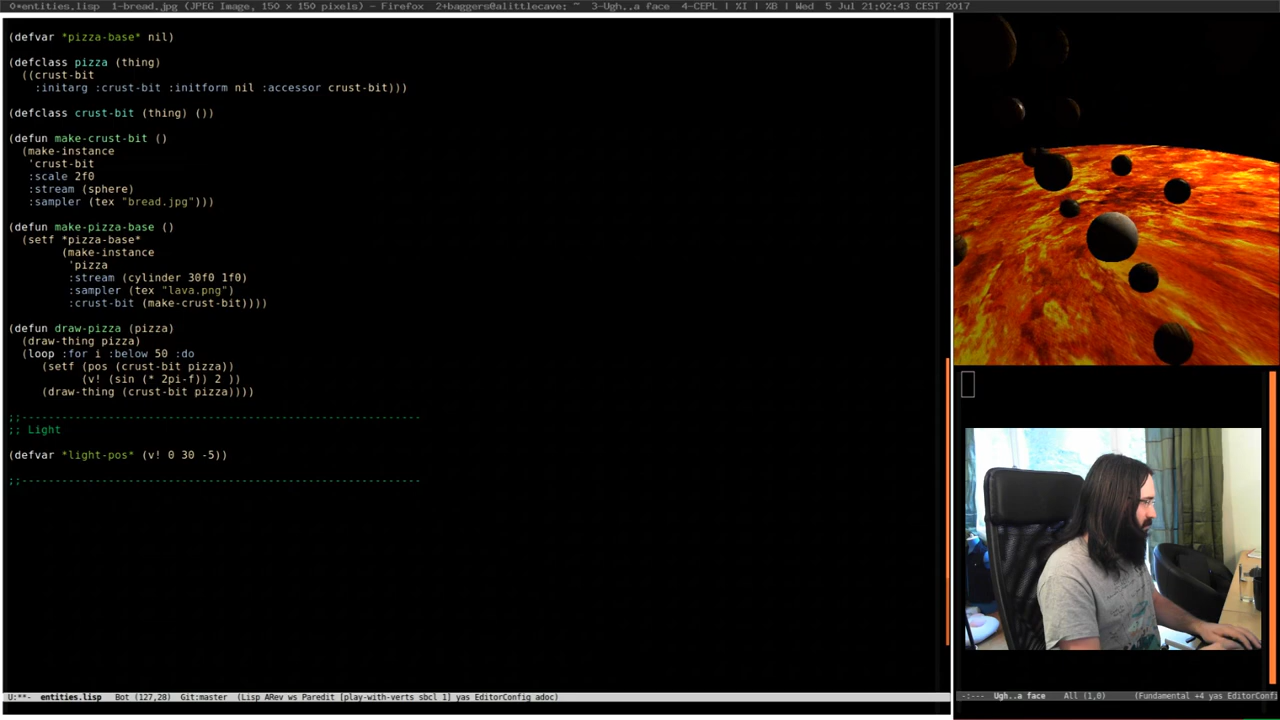 0*entities.lisp  1-bread.jpg (JPEG Image, 150 × 150 pixels) - Firefox  2+baggers@alittlecave: ~  3-Ugh..a face  4-CEPL | %I | %B | Wed  5 Jul 21:02:43 CEST 2017
(defvar *pizza-base* nil)
(defclass pizza (thing)
  ((crust-bit
    :initarg :crust-bit :initform nil :accessor crust-bit)))
(defclass crust-bit (thing) ())
(defun make-crust-bit ()
  (make-instance
   'crust-bit
   :scale 2f0
   :stream (sphere)
   :sampler (tex "bread.jpg")))
(defun make-pizza-base ()
  (setf *pizza-base*
        (make-instance
         'pizza
         :stream (cylinder 30f0 1f0)
         :sampler (tex "lava.png")
         :crust-bit (make-crust-bit))))
(defun draw-pizza (pizza)
  (draw-thing pizza)
  (loop :for i :below 50 :do
     (setf (pos (crust-bit pizza))
           (v! (sin (* 2pi-f)) 2 ))
     (draw-thing (crust-bit pizza))))
;;------------------------------------------------------------
;; Light
(defvar *light-pos* (v! 0 30 -5))
;;------------------------------------------------------------
U:**-  entities.lisp   Bot (127,28)  Git:master  (Lisp ARev ws Paredit [play-with-verts sbcl 1] yas EditorConfig adoc)
-:---  Ugh..a face    All (1,0)     (Fundamental +4 yas EditorConfi